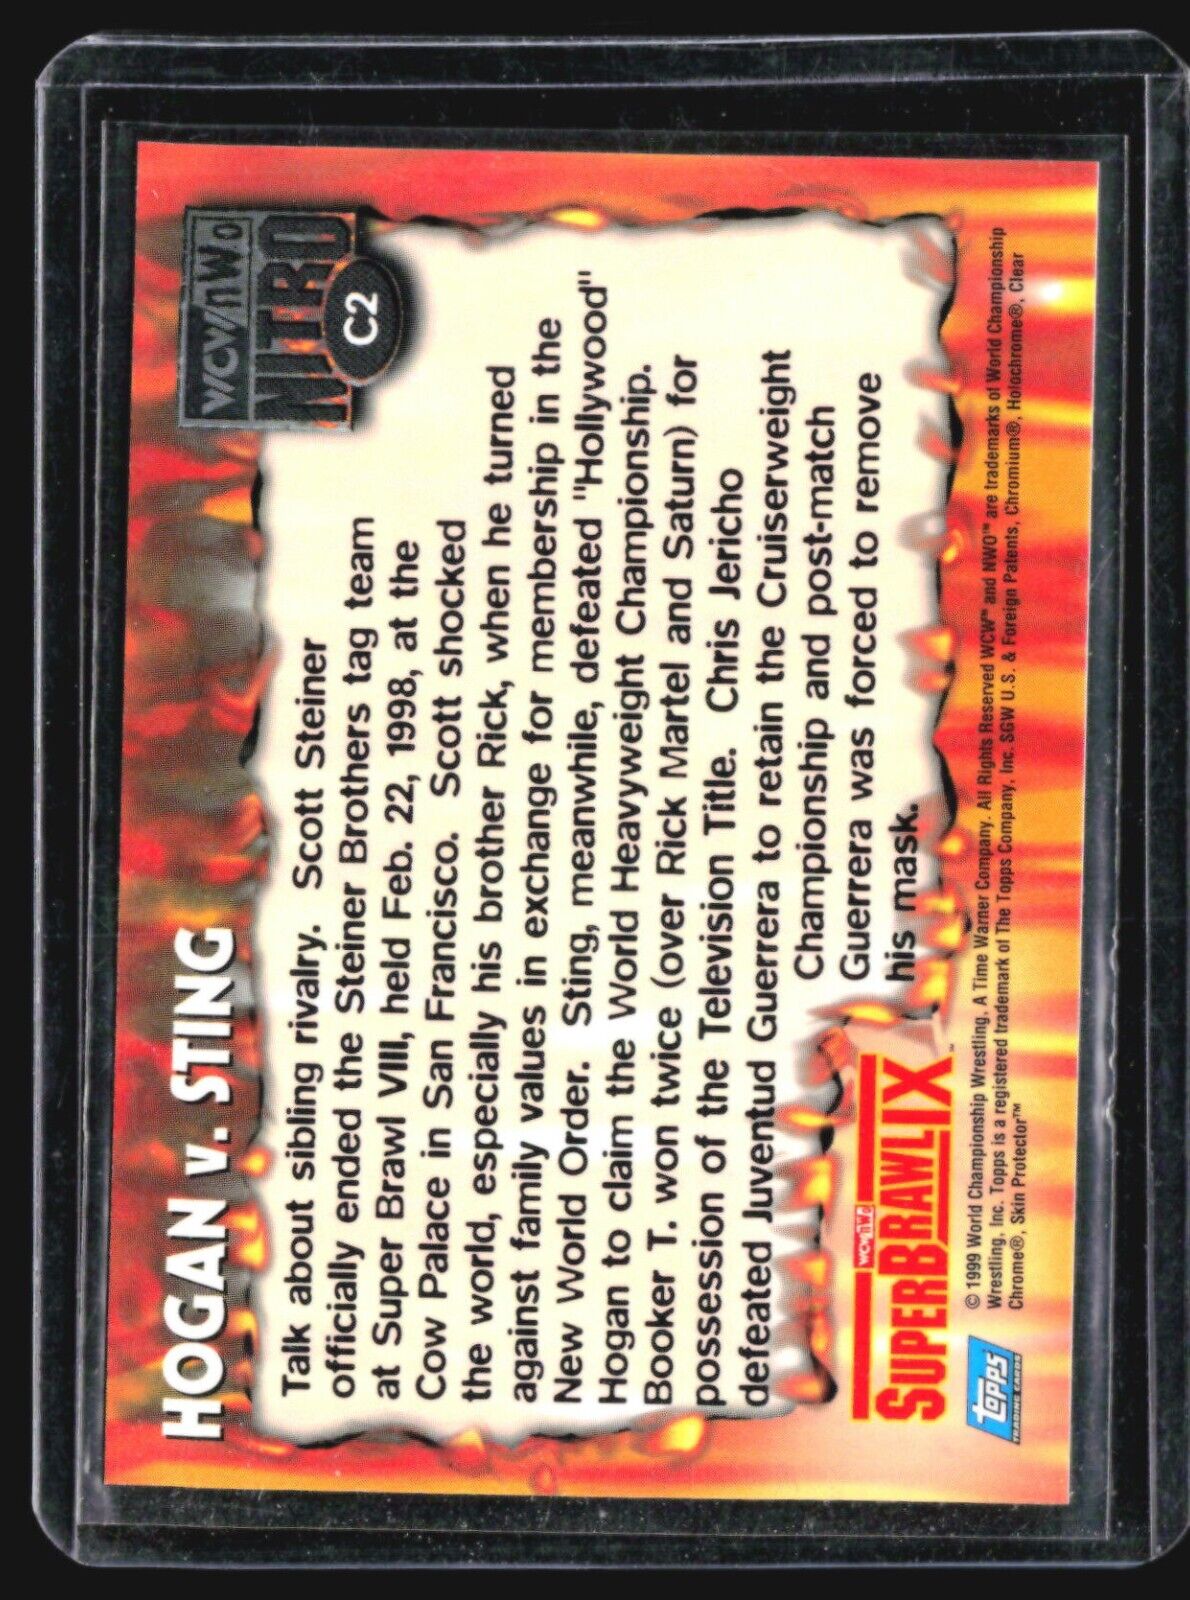 HOGAN v. STING
WCW/nWo
NITRO
C2
Talk about sibling rivalry. Scott Steiner
officially ended the Steiner Brothers tag team
at Super Brawl VIII, held Feb. 22, 1998, at the
Cow Palace in San Francisco. Scott shocked
the world, especially his brother Rick, when he turned
against family values in exchange for membership in the
New World Order. Sting, meanwhile, defeated "Hollywood"
Hogan to claim the World Heavyweight Championship.
Booker T. won twice (over Rick Martel and Saturn) for
possession of the Television Title. Chris Jericho
defeated Juventud Guerrera to retain the Cruiserweight
Championship and post-match
Guerrera was forced to remove
his mask.
WCW/nWo
SUPERBRAWL IX™
topps
TRADING CARDS
© 1999 World Championship Wrestling, A Time Warner Company. All Rights Reserved WCW™ and NWO™ are trademarks of World Championship
Wrestling, Inc. Topps is a registered trademark of The Topps Company, Inc. SGW U.S. & Foreign Patents, Chromium®, Holochrome®, Clear
Chrome®, Skin Protector™